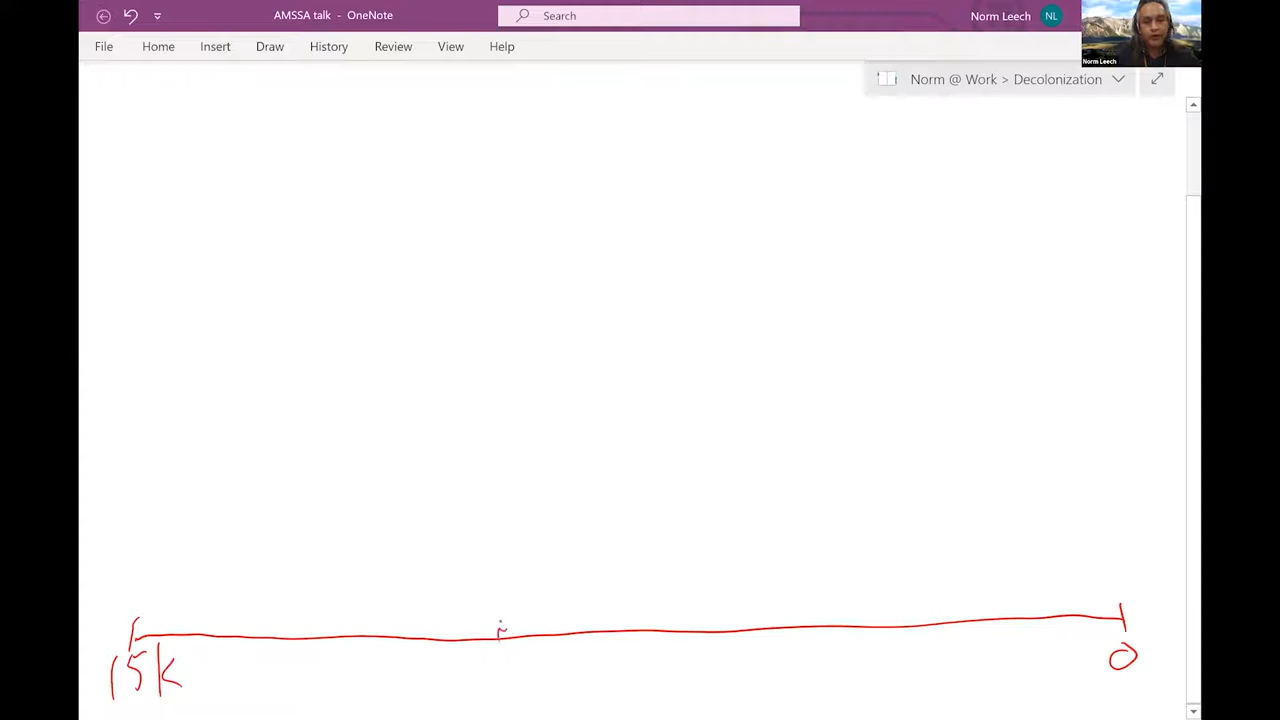 AMSSA talk - OneNote
Search
Norm Leech NL
File Home Insert Draw History Review View Help
Norm Leech
Norm @ Work > Decolonization
15k
0